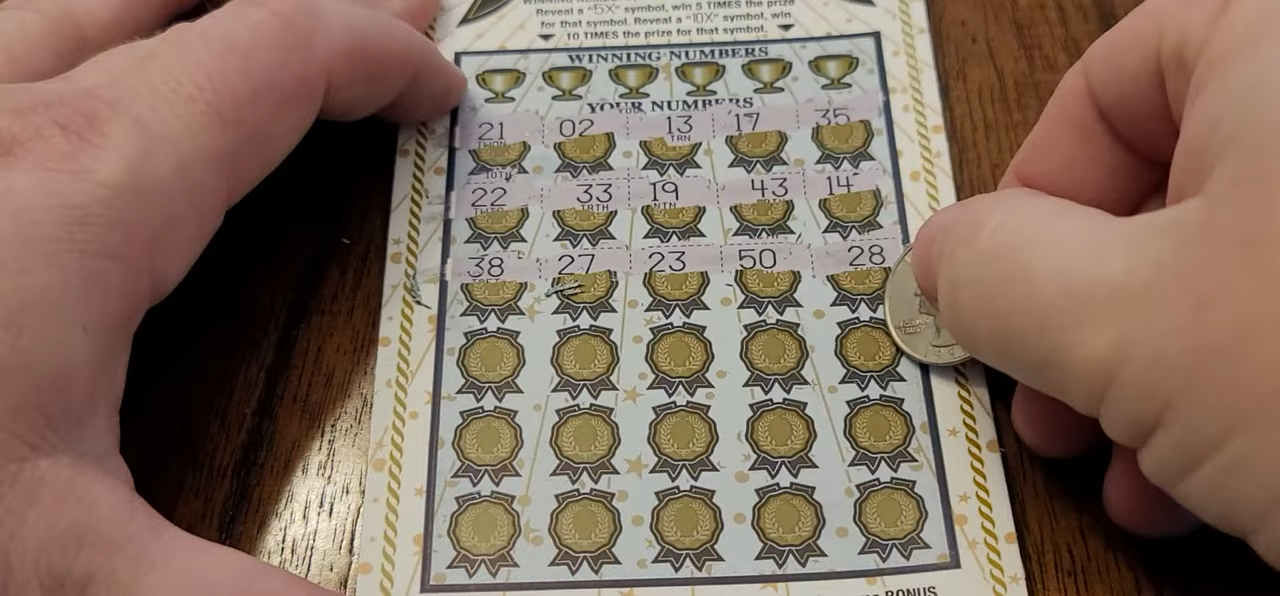 Reveal a "5X" symbol, win 5 TIMES the prize
for that symbol. Reveal a "10X" symbol, win
10 TIMES the prize for that symbol.
WINNING NUMBERS
YOUR NUMBERS
21 02 13 17 35
TRN
22 33 19 43 14
TRTH NTN
38 27 23 50 28
BONUS